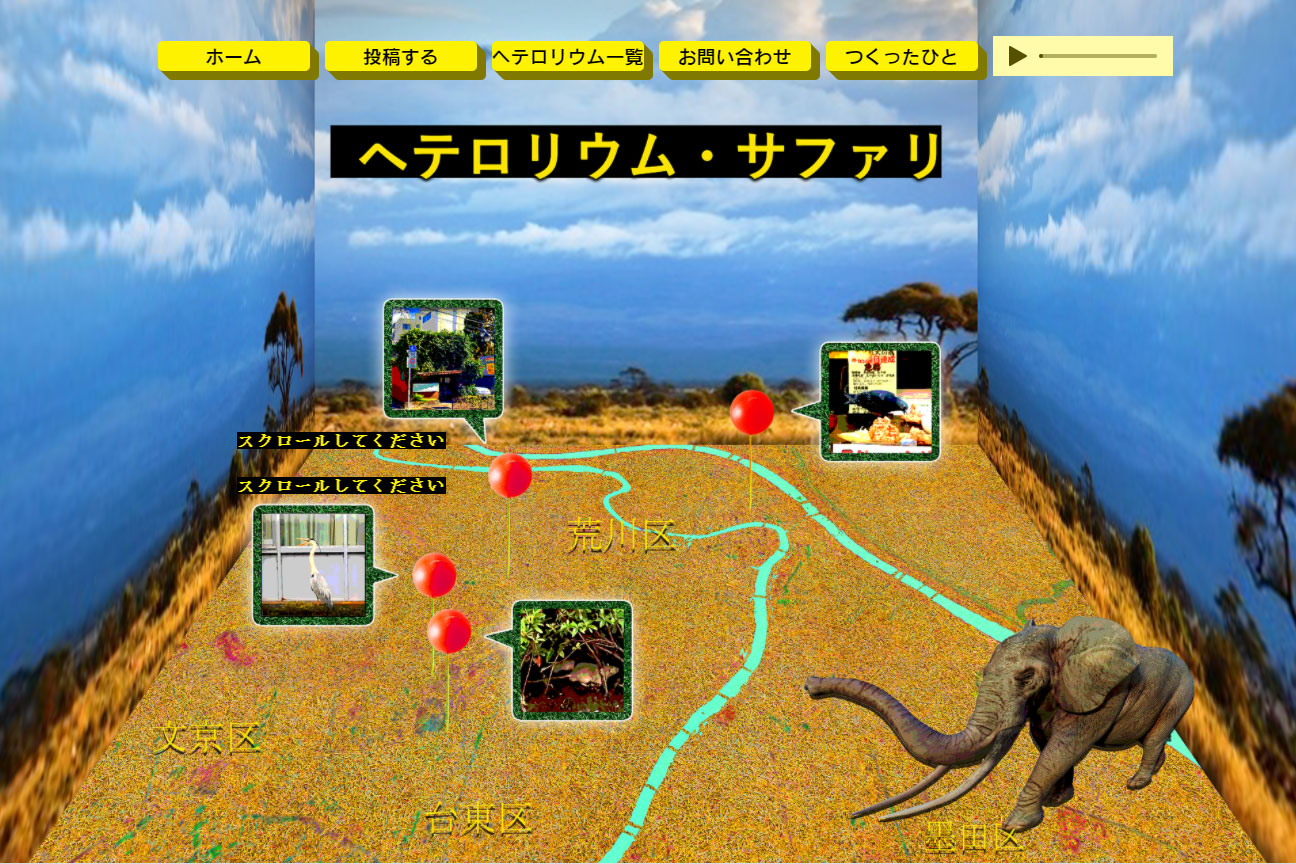 ホーム
投稿する
ヘテロリウム一覧
お問い合わせ
つくったひと
ヘテロリウム・サファリ
スクロールしてください
スクロールしてください
荒川区
文京区
台東区
墨田区